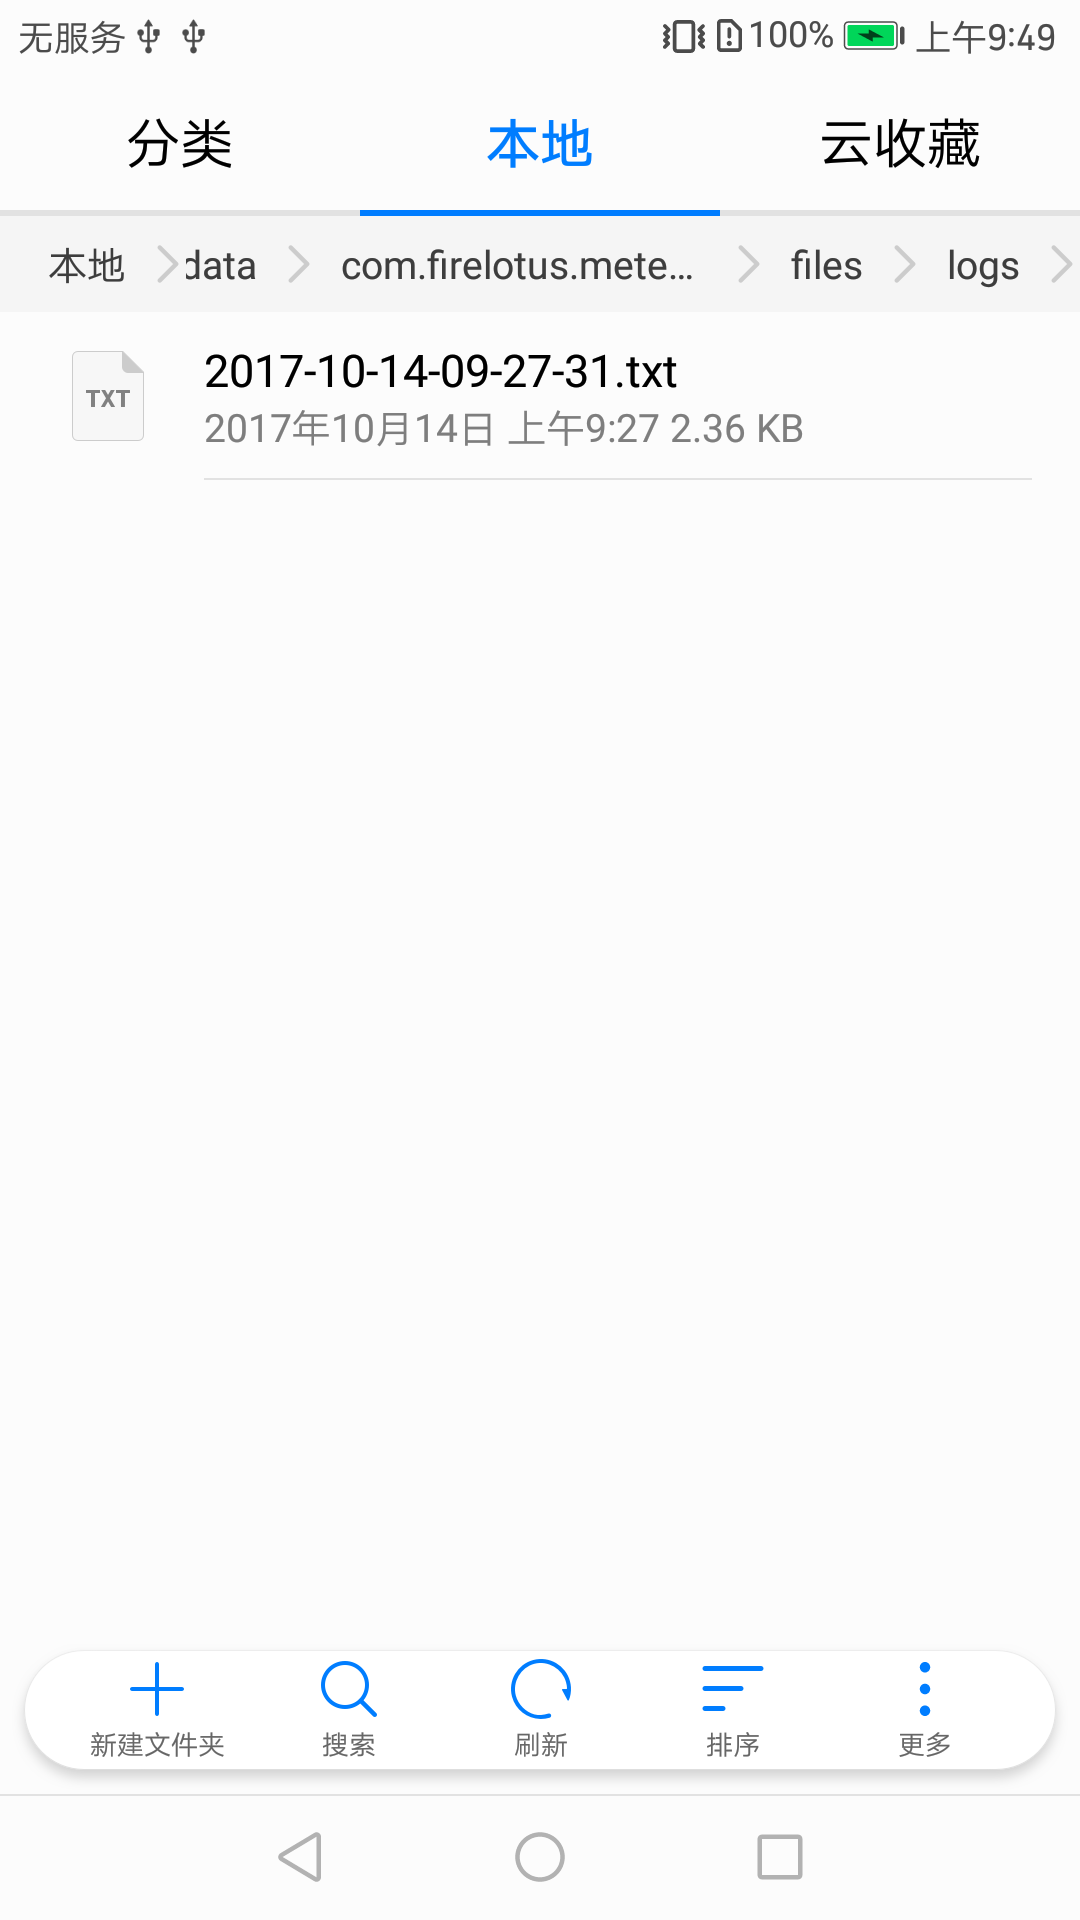 无服务 100% 上午9:49
分类 本地 云收藏
本地 data com.firelotus.mete... files logs
TXT
2017-10-14-09-27-31.txt
2017年10月14日 上午9:27 2.36 KB
新建文件夹 搜索 刷新 排序 更多